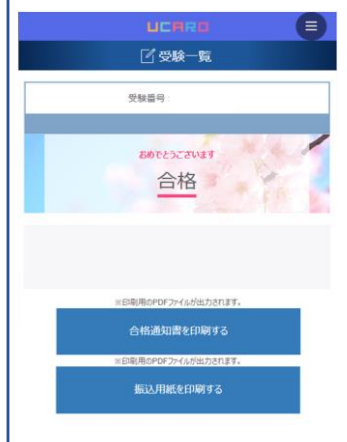 UCARO
受験一覧
受験番号 :
おめでとうございます
合格
※印刷用のPDFファイルが出力されます。
合格通知書を印刷する
※印刷用のPDFファイルが出力されます。
振込用紙を印刷する